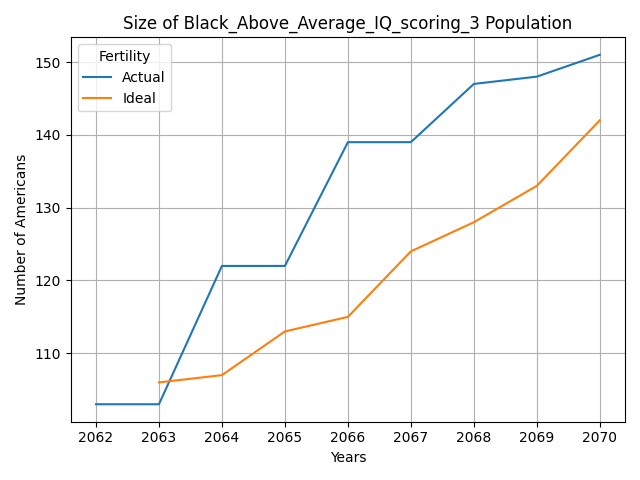 Size of Black_Above_Average_IQ_scoring_3 Population
Fertility
Actual
Ideal
150
140
130
120
110
Number of Americans
2062 2063 2064 2065 2066 2067 2068 2069 2070
Years